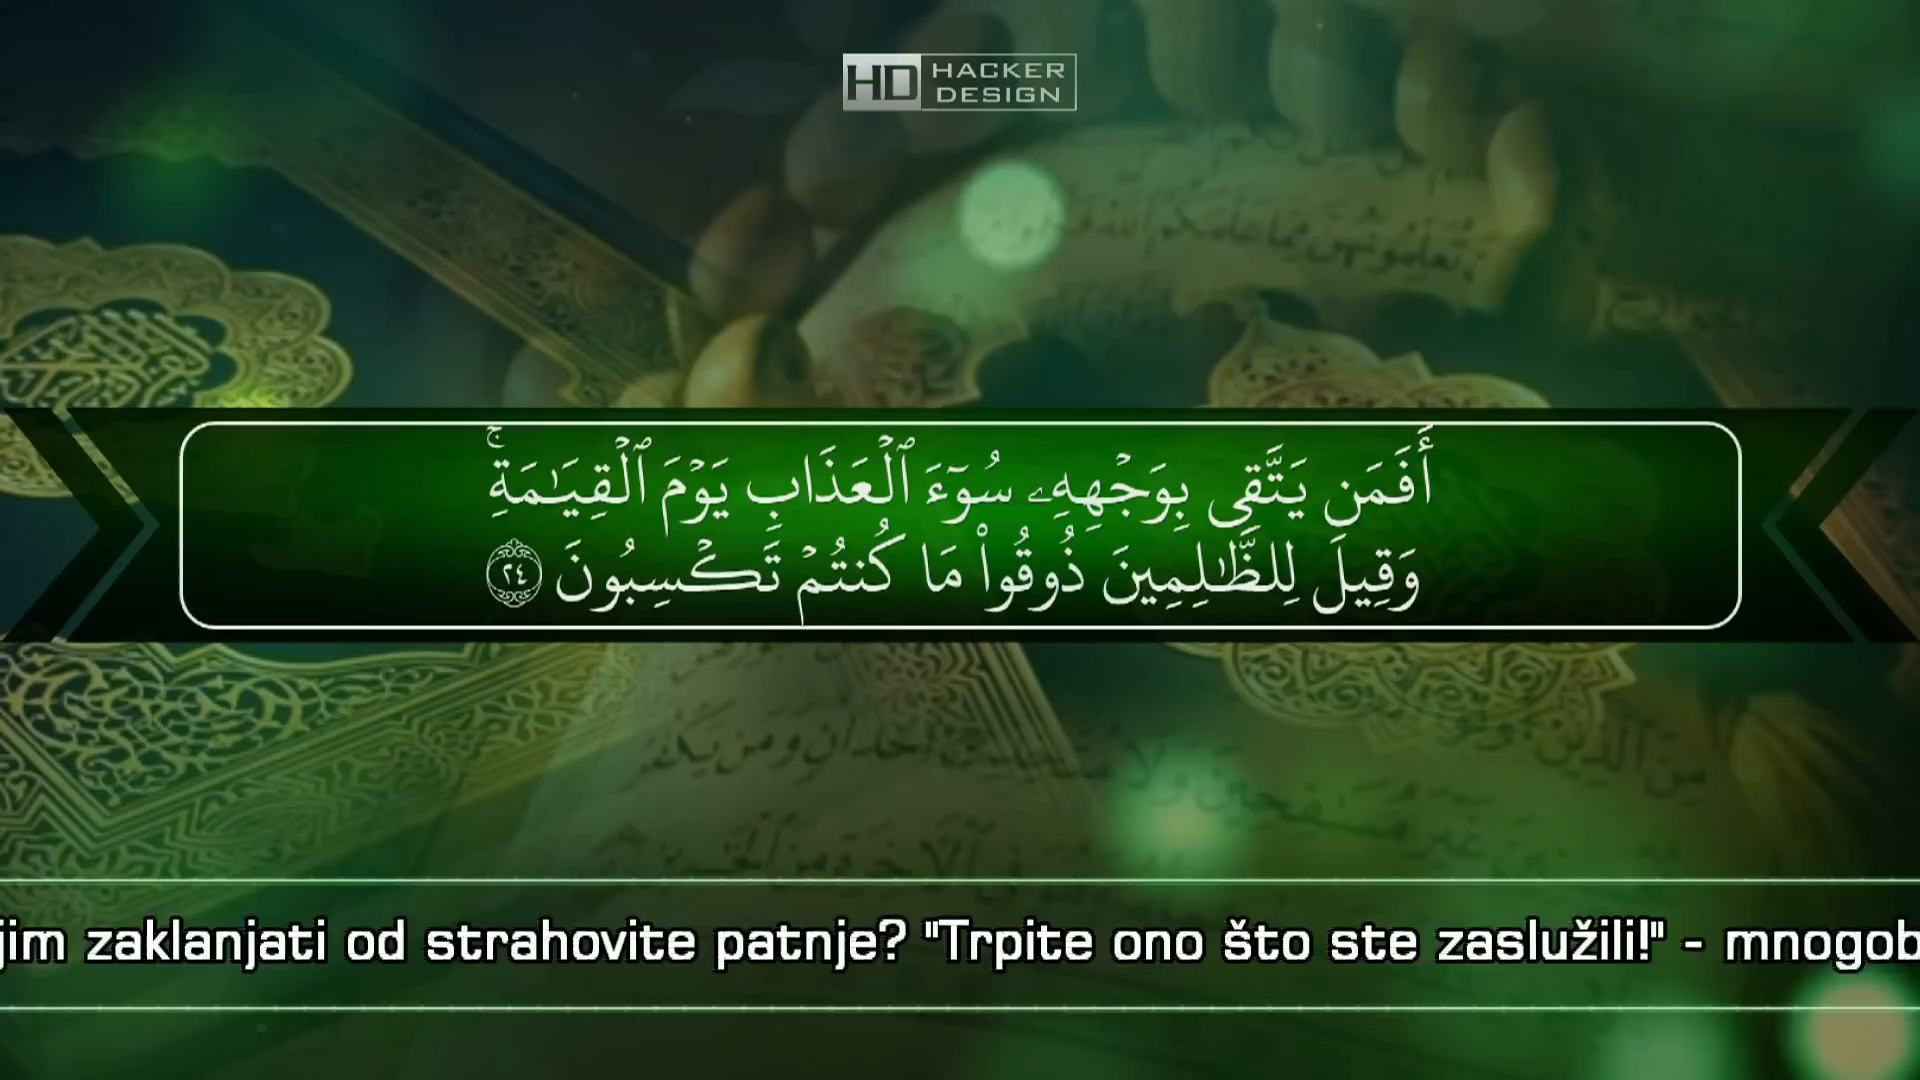 HD HACKER
DESIGN
أَفَمَن يَتَّقِى بِوَجْهِهِۦ سُوٓءَ ٱلْعَذَابِ يَوْمَ ٱلْقِيَـٰمَةِ ۚ
وَقِيلَ لِلظَّـٰلِمِينَ ذُوقُوا۟ مَا كُنتُمْ تَكْسِبُونَ ٢٤
jim zaklanjati od strahovite patnje? "Trpite ono što ste zaslužili!" - mnogob